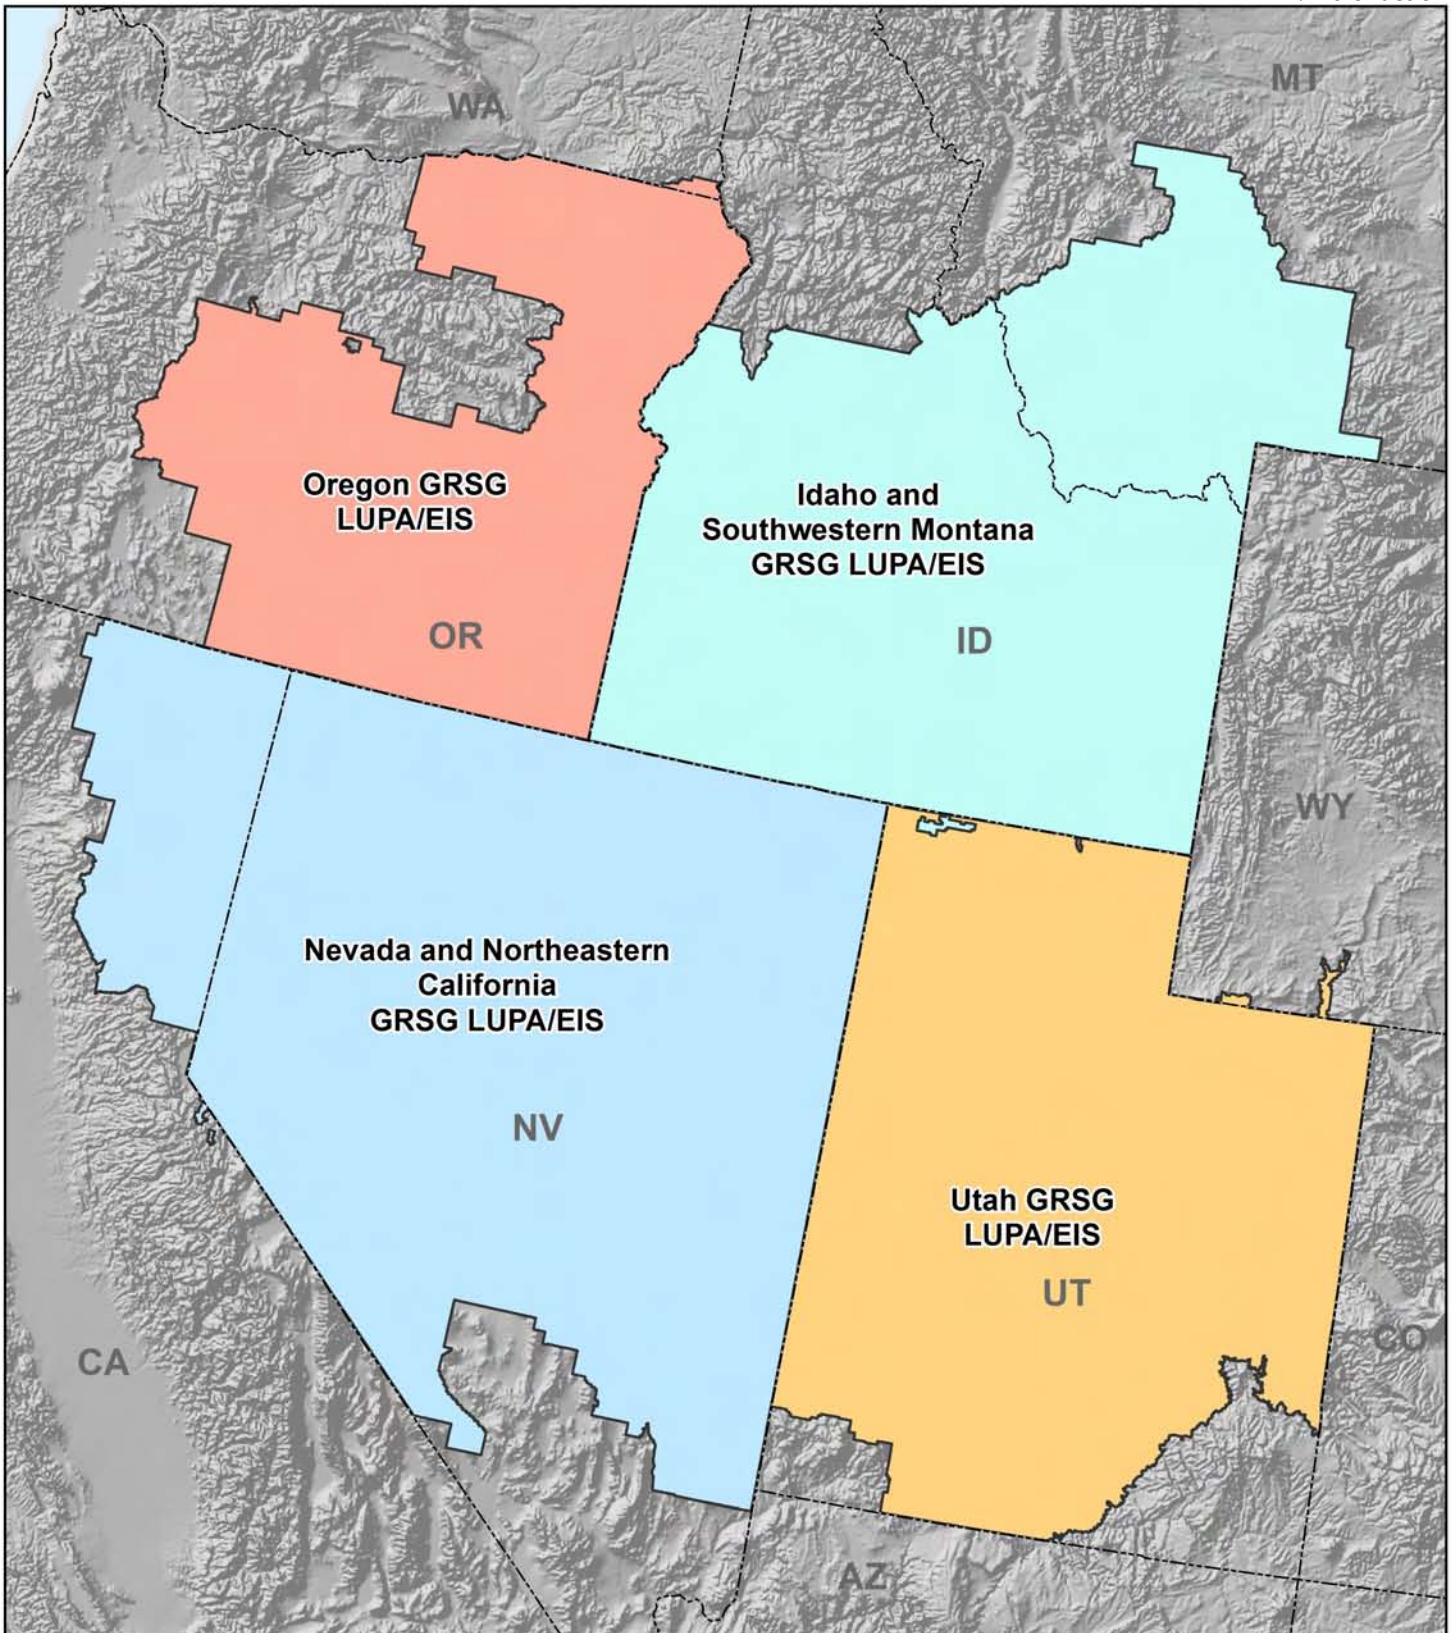 WA
MT
Oregon GRSG
LUPA/EIS
Idaho and
Southwestern Montana
GRSG LUPA/EIS
OR
ID
WY
Nevada and Northeastern
California
GRSG LUPA/EIS
NV
Utah GRSG
LUPA/EIS
UT
CO
CA
AZ